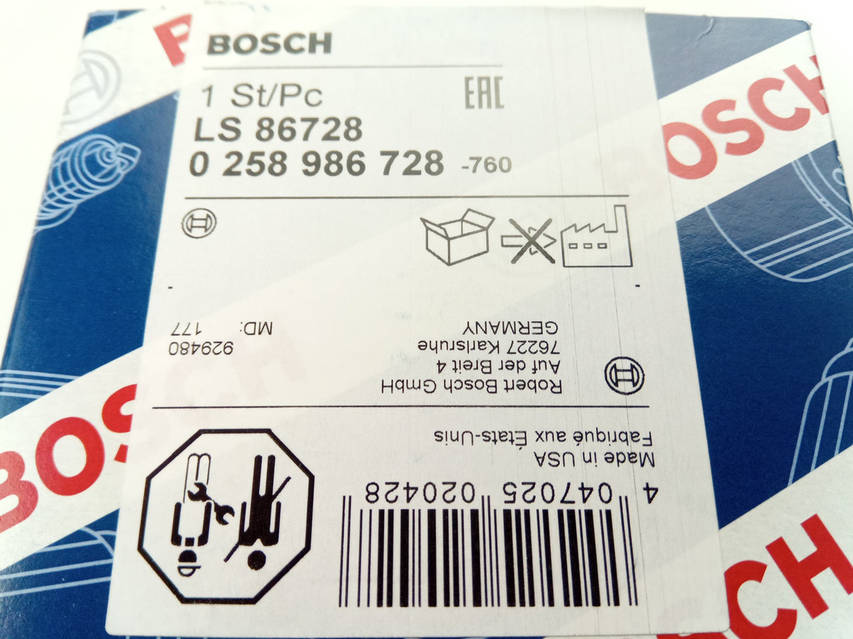 BOSCH
1 St/Pc
EAC
LS 86728
0 258 986 728 -760
BOSCH
929480
MD: 177
Robert Bosch GmbH
Auf der Breit 4
76227 Karlsruhe
GERMANY
Made in USA
Fabriqué aux États-Unis
4 047025 020428
BOSCH